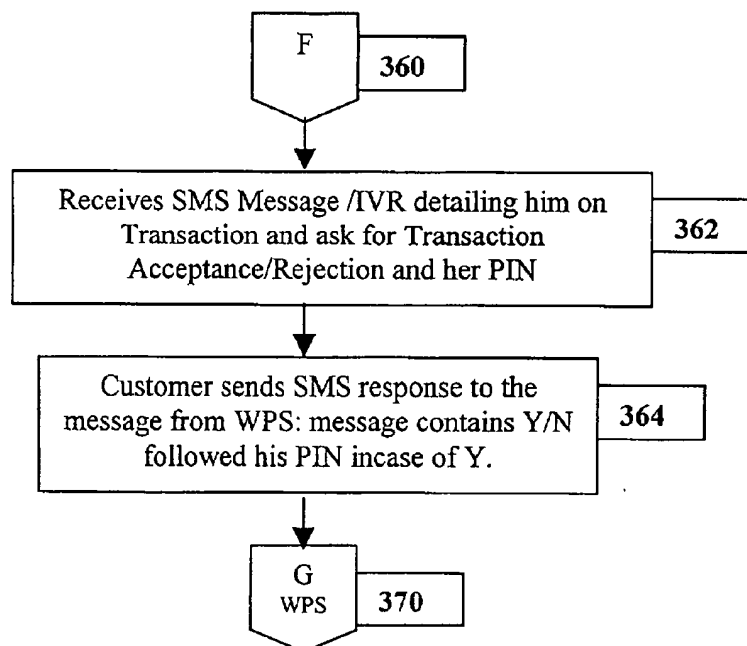 F
360
Receives SMS Message /IVR detailing him on
Transaction and ask for Transaction
Acceptance/Rejection and her PIN
362
Customer sends SMS response to the
message from WPS: message contains Y/N
followed his PIN incase of Y.
364
G
WPS
370